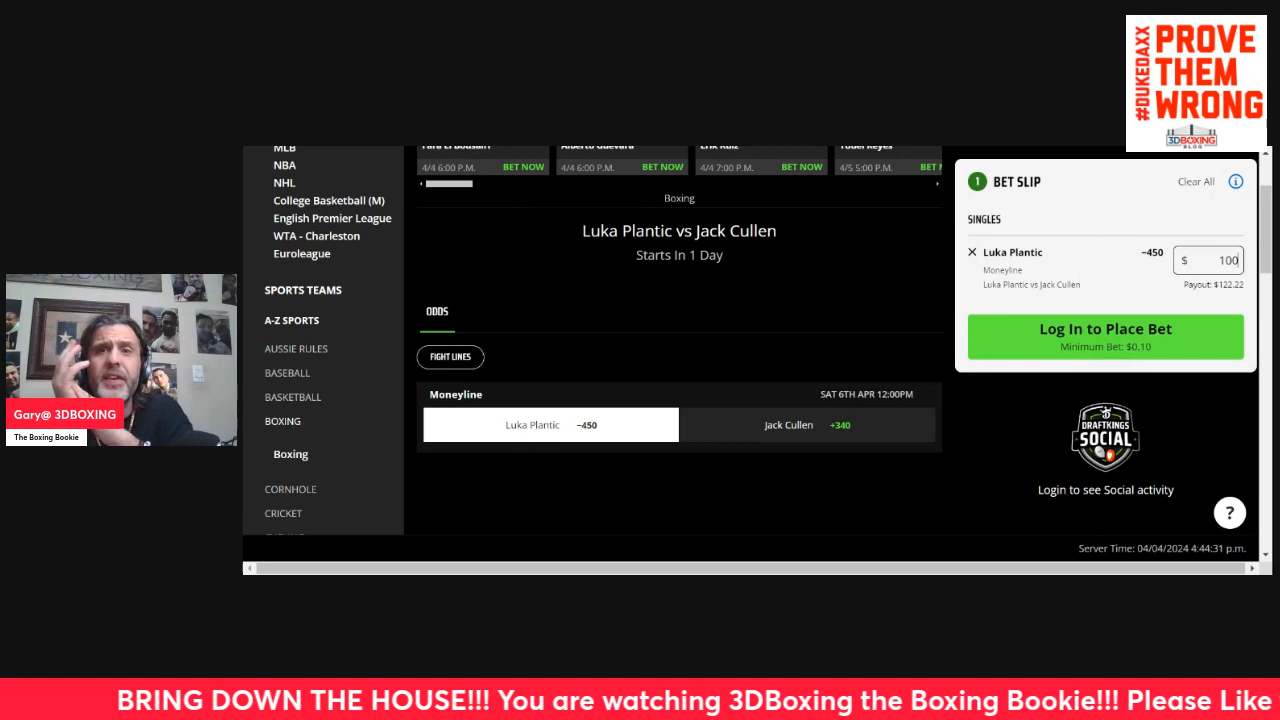 #DUKEDAXX
PROVE
THEM
WRONG
3DBOXING
BLOG
MLB
NBA
NHL
College Basketball (M)
English Premier League
WTA - Charleston
Euroleague
SPORTS TEAMS
A-Z SPORTS
AUSSIE RULES
BASEBALL
BASKETBALL
BOXING
Boxing
CORNHOLE
CRICKET
Alberto Guevara
Erik Ruiz
Yudel Reyes
4/4 6:00 P.M. BET NOW
4/4 6:00 P.M. BET NOW
4/4 7:00 P.M. BET NOW
4/5 5:00 P.M. BET N
Boxing
Luka Plantic vs Jack Cullen
Starts In 1 Day
ODDS
FIGHT LINES
Moneyline SAT 6TH APR 12:00PM
Luka Plantic −450 Jack Cullen +340
1 BET SLIP Clear All i
SINGLES
× Luka Plantic −450 $ 100
Moneyline
Luka Plantic vs Jack Cullen Payout: $122.22
Log In to Place Bet
Minimum Bet: $0.10
DRAFTKINGS
SOCIAL
Login to see Social activity
?
Server Time: 04/04/2024 4:44:31 p.m.
Gary@ 3DBOXING
The Boxing Bookie
BRING DOWN THE HOUSE!!! You are watching 3DBoxing the Boxing Bookie!!! Please Like